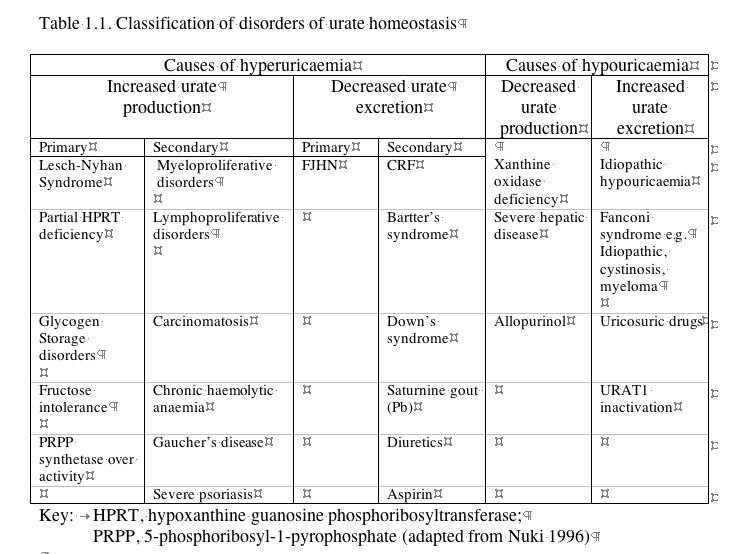 Table 1.1. Classification of disorders of urate homeostasis
Causes of hyperuricaemia
Causes of hypouricaemia
Increased urate
production
Decreased urate
excretion
Decreased
urate
production
Increased
urate
excretion
Primary
Secondary
Primary
Secondary
Lesch-Nyhan
Syndrome
Myeloproliferative
disorders
FJHN
CRF
Xanthine
oxidase
deficiency
Idiopathic
hypouricaemia
Partial HPRT
deficiency
Lymphoproliferative
disorders
Bartter's
syndrome
Severe hepatic
disease
Fanconi
syndrome e.g.
Idiopathic,
cystinosis,
myeloma
Glycogen
Storage
disorders
Carcinomatosis
Down's
syndrome
Allopurinol
Uricosuric drugs
Fructose
intolerance
Chronic haemolytic
anaemia
Saturnine gout
(Pb)
URAT1
inactivation
PRPP
synthetase over
activity
Gaucher's disease
Diuretics
Severe psoriasis
Aspirin
Key: HPRT, hypoxanthine guanosine phosphoribosyltransferase;
PRPP, 5-phosphoribosyl-1-pyrophosphate (adapted from Nuki 1996)